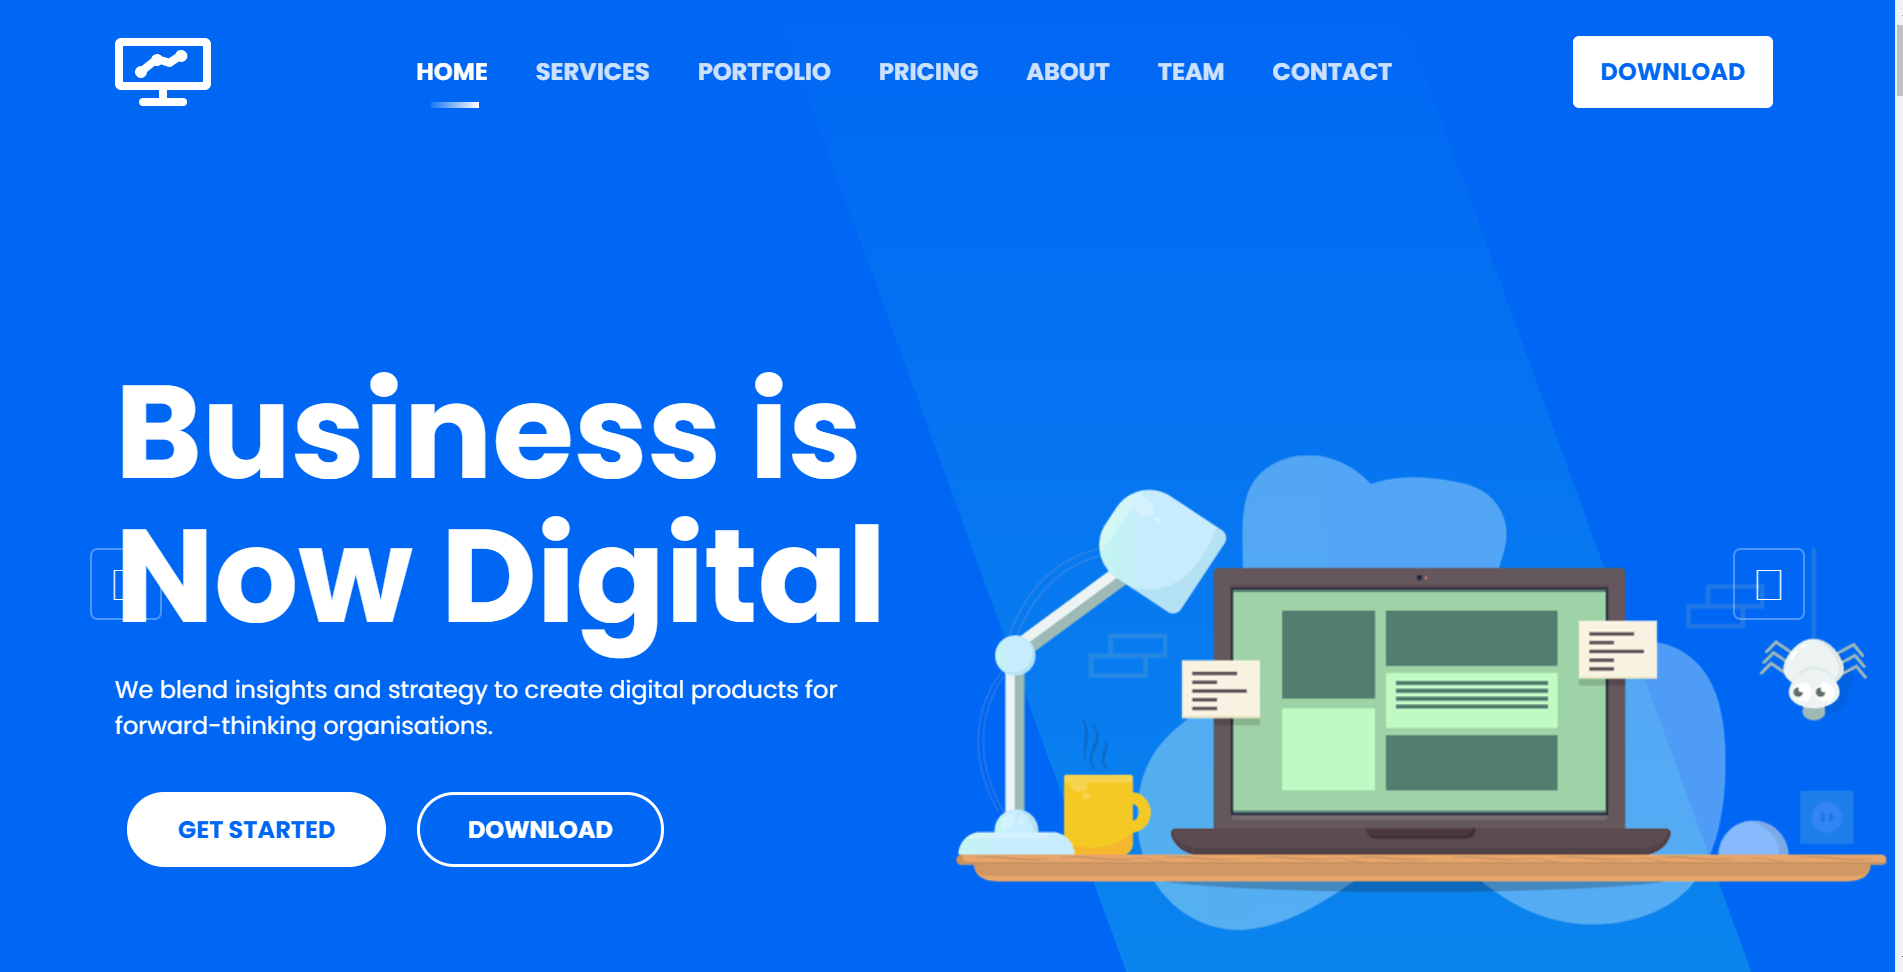 HOME SERVICES PORTFOLIO PRICING ABOUT TEAM CONTACT DOWNLOAD
Business is
Now Digital
We blend insights and strategy to create digital products for
forward-thinking organisations.
GET STARTED DOWNLOAD